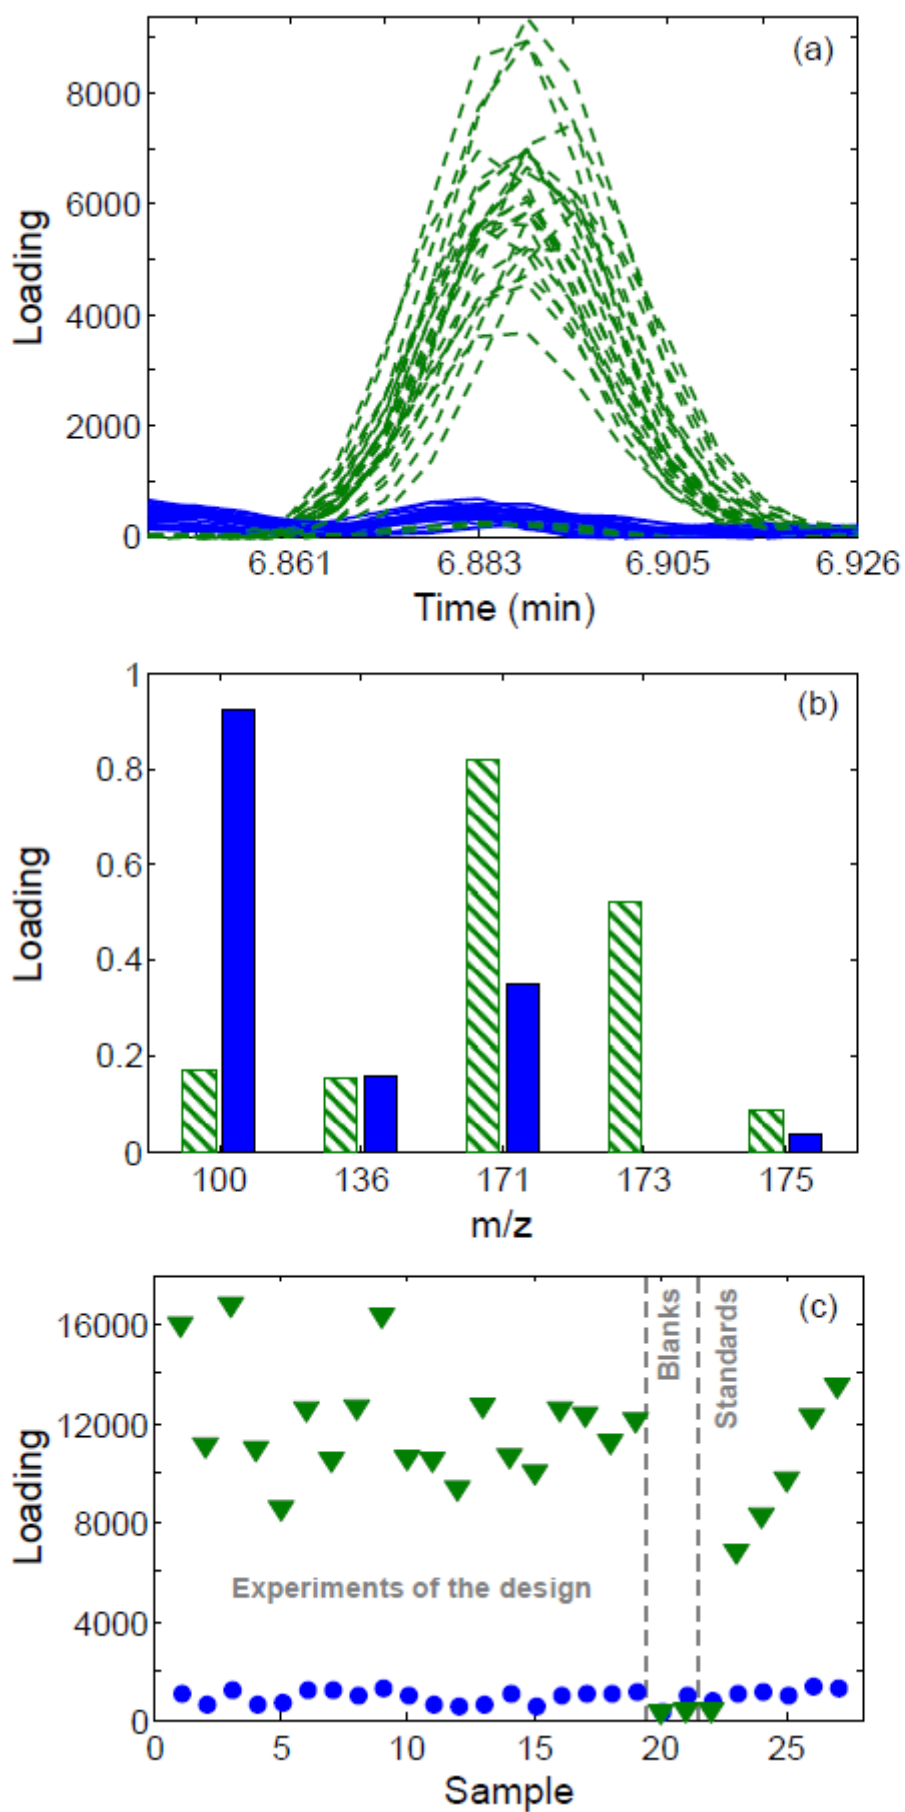 (a)
8000
6000
4000
2000
0
Loading
6.861 6.883 6.905 6.926
Time (min)
(b)
1
0.8
0.6
0.4
0.2
0
Loading
100 136 171 173 175
m/z
(c)
Blanks
Standards
16000
12000
8000
4000
0
Loading
Experiments of the design
0 5 10 15 20 25
Sample